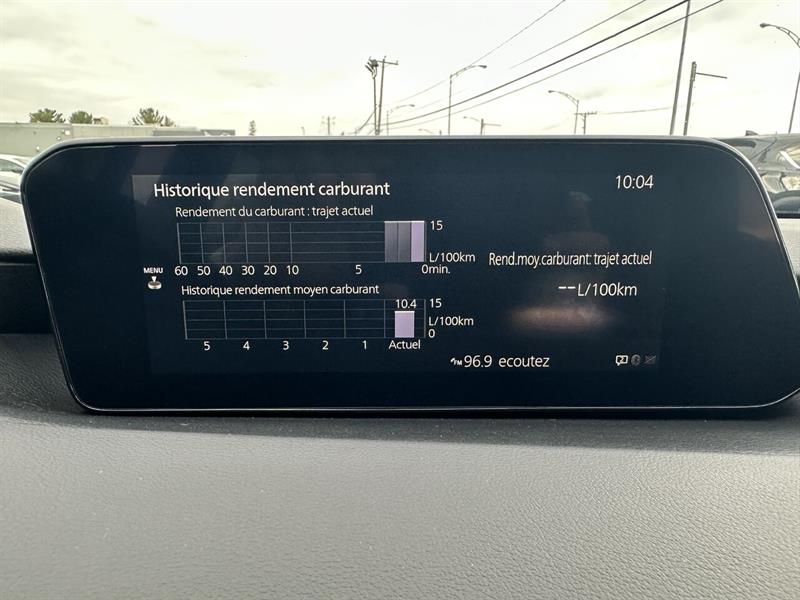 Historique rendement carburant
10:04
Rendement du carburant : trajet actuel
15
L/100km
60 50 40 30 20 10 5 0min.
MENU
Rend.moy.carburant: trajet actuel
--L/100km
Historique rendement moyen carburant
10.4 15
L/100km
0
5 4 3 2 1 Actuel
FM 96.9 ecoutez